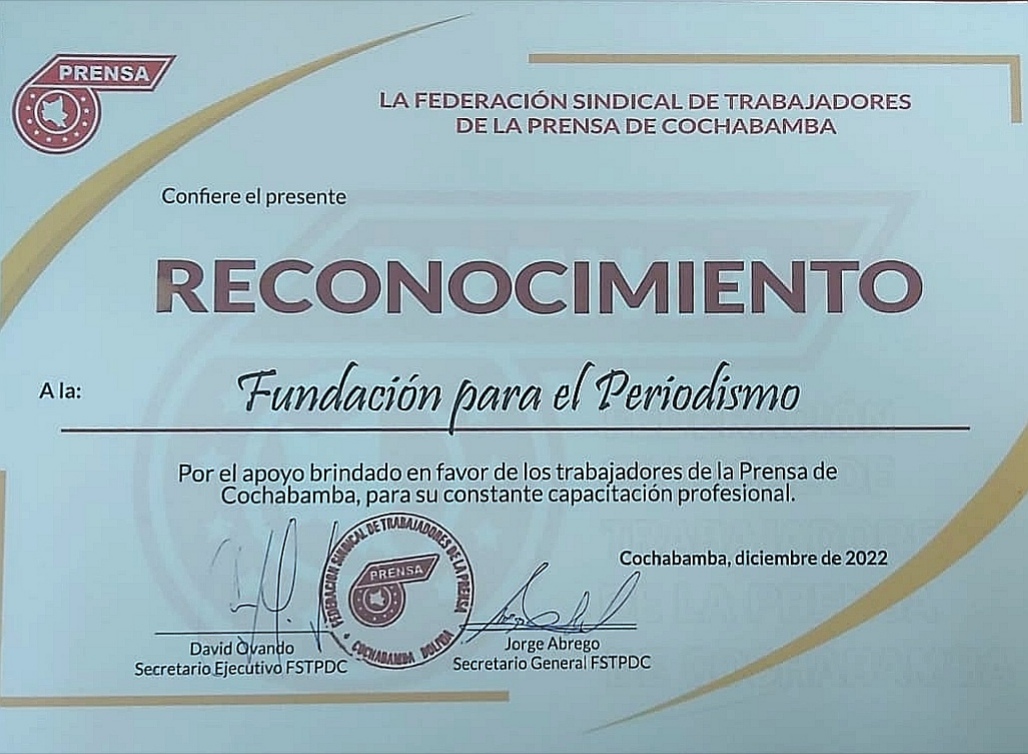 PRENSA
LA FEDERACIÓN SINDICAL DE TRABAJADORES
DE LA PRENSA DE COCHABAMBA
Confiere el presente
RECONOCIMIENTO
A la:
Fundación para el Periodismo
Por el apoyo brindado en favor de los trabajadores de la Prensa de
Cochabamba, para su constante capacitación profesional.
Cochabamba, diciembre de 2022
FEDERACION SINDICAL DE TRABAJADORES DE LA PRENSA
PRENSA
COCHABAMBA BOLIVIA
David Ovando
Secretario Ejecutivo FSTPDC
Jorge Abrego
Secretario General FSTPDC